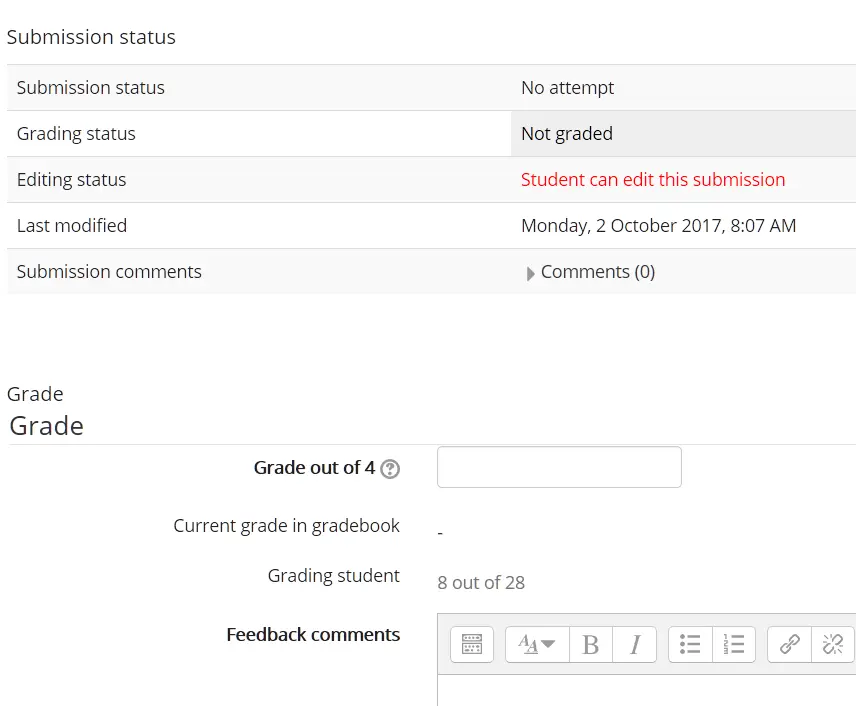 Submission status
Submission status No attempt
Grading status Not graded
Editing status Student can edit this submission
Last modified Monday, 2 October 2017, 8:07 AM
Submission comments Comments (0)
Grade
Grade
Grade out of 4 ?
Current grade in gradebook -
Grading student 8 out of 28
Feedback comments
AA B I